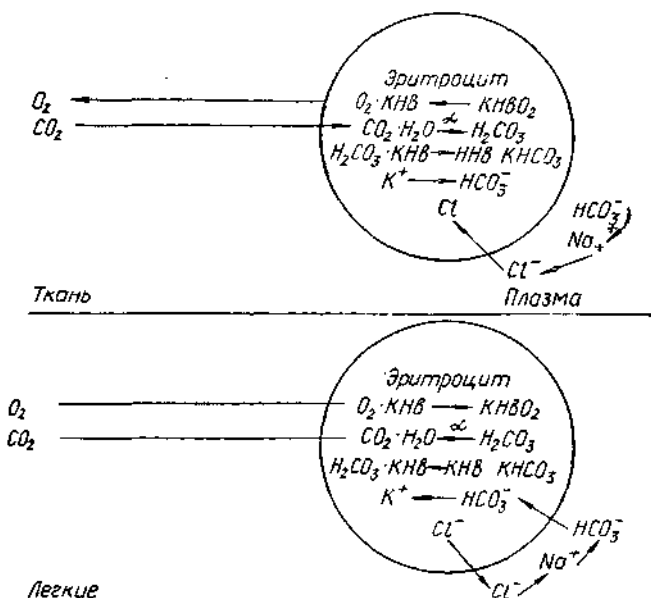 Эритроцит
O₂ ← O₂·KHB ← KHBO₂
CO₂ → CO₂·H₂O α ⇌ H₂CO₃
H₂CO₃·KHB → HHB KHCO₃
K⁺ → HCO₃⁻
Cl HCO₃⁻
Na₊⁺
Cl⁻
Ткань Плазма
Эритроцит
O₂ O₂·KHB → KHBO₂
CO₂ CO₂·H₂O α ← H₂CO₃
H₂CO₃·KHB ← KHB KHCO₃
K⁺ ← HCO₃⁻
Cl⁻ HCO₃⁻
Na⁺
Легкие Cl⁻